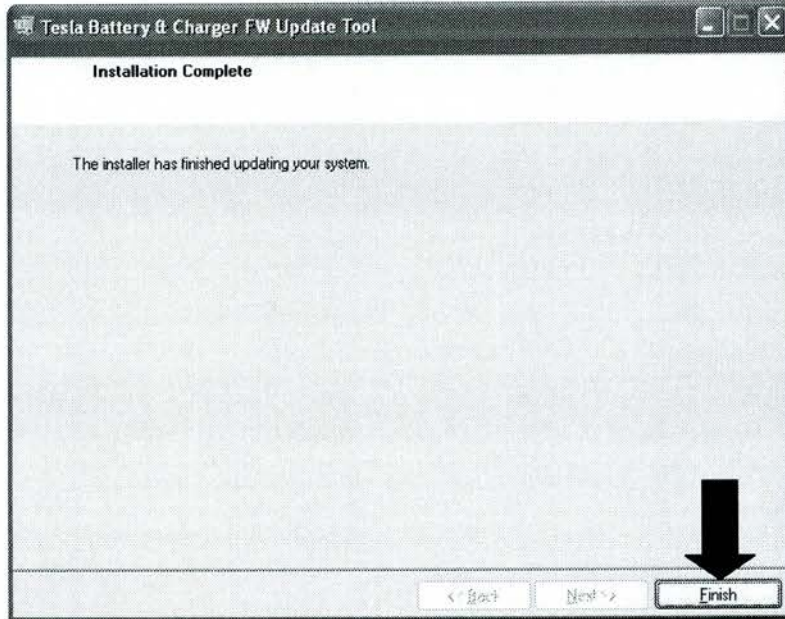 Tesla Battery & Charger FW Update Tool
Installation Complete
The installer has finished updating your system.
< Back Next > Finish